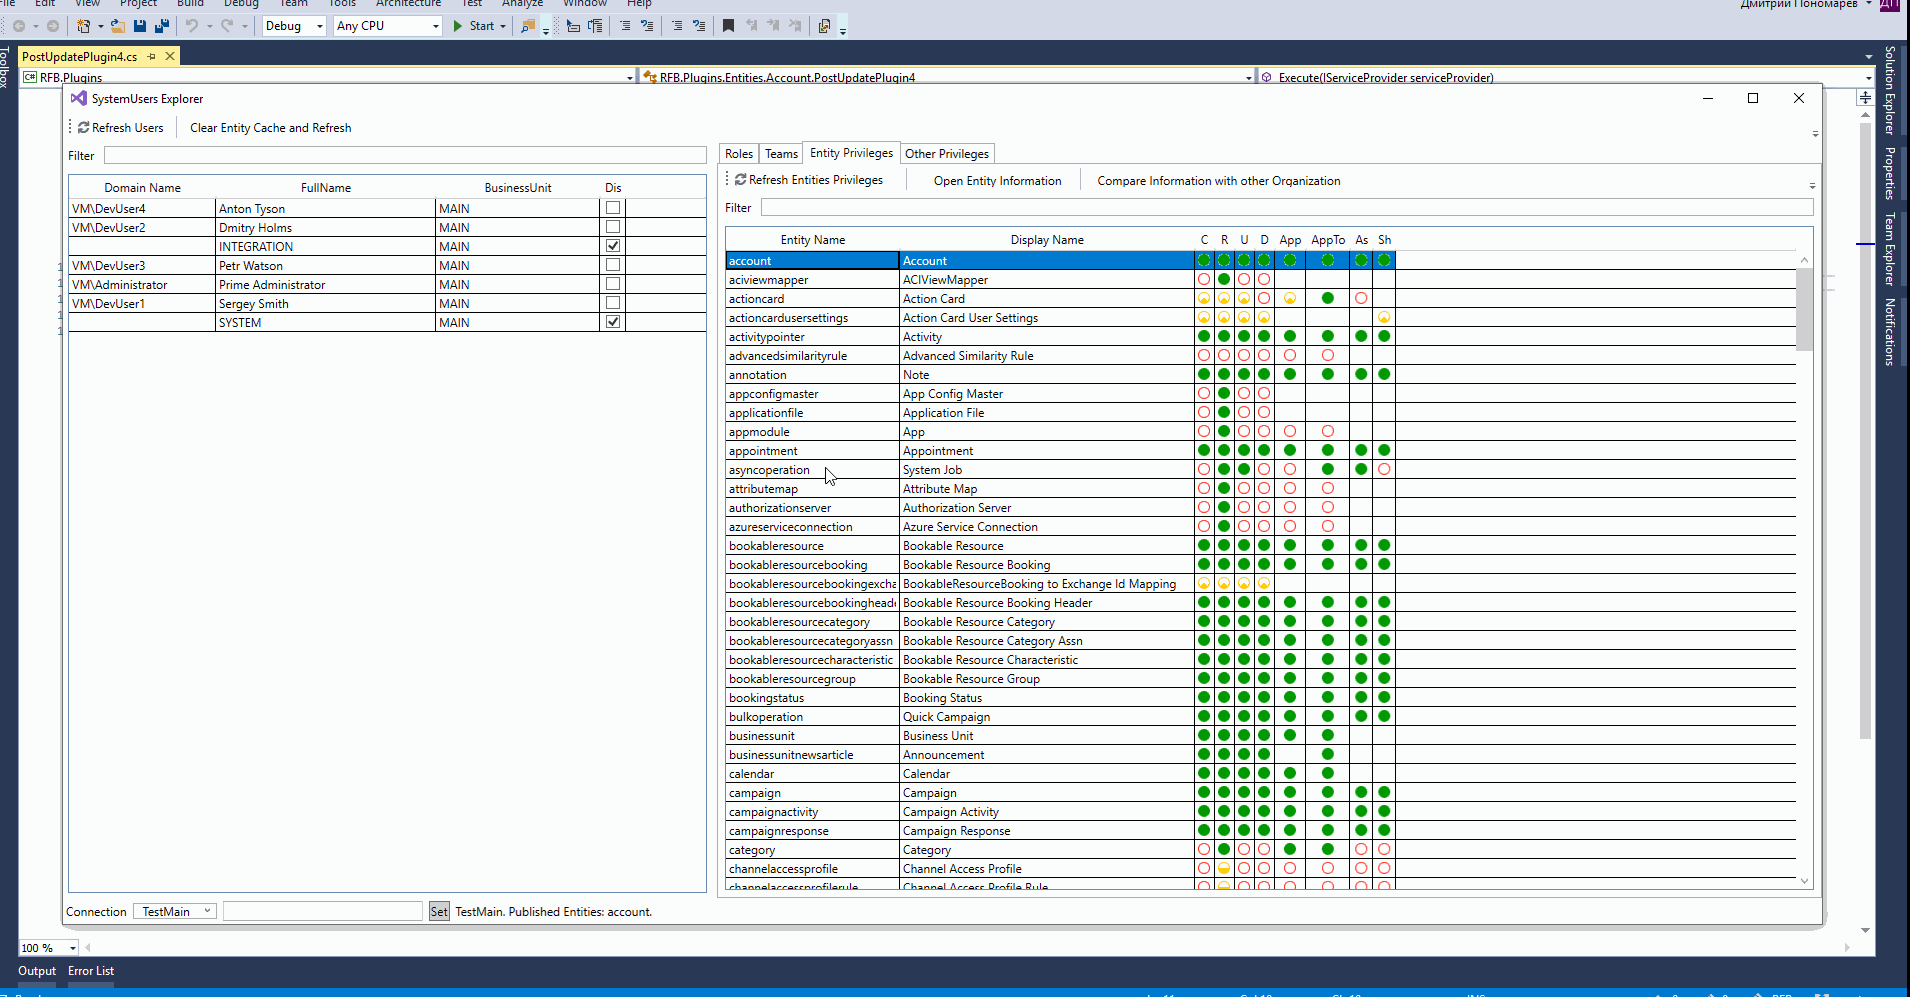 File Edit View Project Build Debug Team Tools Architecture Test Analyze Window Help Дмитрий Пономарев ДП
Debug Any CPU Start
PostUpdatePlugin4.cs
C# RFB.Plugins RFB.Plugins.Entities.Account.PostUpdatePlugin4 Execute(IServiceProvider serviceProvider)
Toolbox
SystemUsers Explorer
Refresh Users Clear Entity Cache and Refresh
Filter
Domain Name FullName BusinessUnit Dis
VM\DevUser4 Anton Tyson MAIN
VM\DevUser2 Dmitry Holms MAIN
INTEGRATION MAIN
VM\DevUser3 Petr Watson MAIN
VM\Administrator Prime Administrator MAIN
VM\DevUser1 Sergey Smith MAIN
SYSTEM MAIN
Roles Teams Entity Privileges Other Privileges
Refresh Entities Privileges Open Entity Information Compare Information with other Organization
Filter
Entity Name Display Name C R U D App AppTo As Sh
account Account
aciviewmapper ACIViewMapper
actioncard Action Card
actioncardusersettings Action Card User Settings
activitypointer Activity
advancedsimilarityrule Advanced Similarity Rule
annotation Note
appconfigmaster App Config Master
applicationfile Application File
appmodule App
appointment Appointment
asyncoperation System Job
attributemap Attribute Map
authorizationserver Authorization Server
azureserviceconnection Azure Service Connection
bookableresource Bookable Resource
bookableresourcebooking Bookable Resource Booking
bookableresourcebookingexcha BookableResourceBooking to Exchange Id Mapping
bookableresourcebookingheade Bookable Resource Booking Header
bookableresourcecategory Bookable Resource Category
bookableresourcecategoryassn Bookable Resource Category Assn
bookableresourcecharacteristic Bookable Resource Characteristic
bookableresourcegroup Bookable Resource Group
bookingstatus Booking Status
bulkoperation Quick Campaign
businessunit Business Unit
businessunitnewsarticle Announcement
calendar Calendar
campaign Campaign
campaignactivity Campaign Activity
campaignresponse Campaign Response
category Category
channelaccessprofile Channel Access Profile
channelaccessprofilerule Channel Access Profile Rule
Connection TestMain Set TestMain. Published Entities: account.
Solution Explorer
Properties
Team Explorer
Notifications
100 %
Output Error List